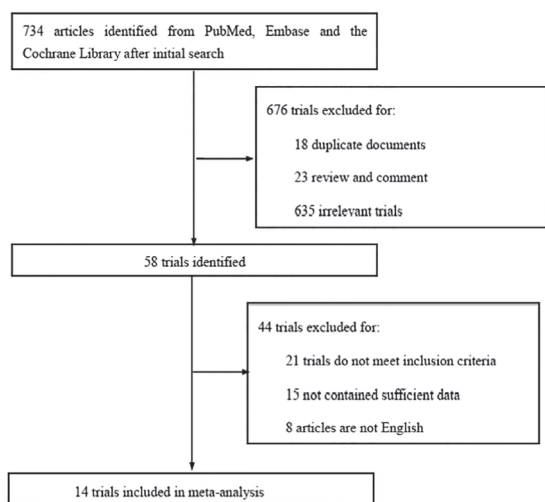 734 articles identified from PubMed, Embase and the
Cochrane Library after initial search
676 trials excluded for:
18 duplicate documents
23 review and comment
635 irrelevant trials
58 trials identified
44 trials excluded for:
21 trials do not meet inclusion criteria
15 not contained sufficient data
8 articles are not English
14 trials included in meta-analysis